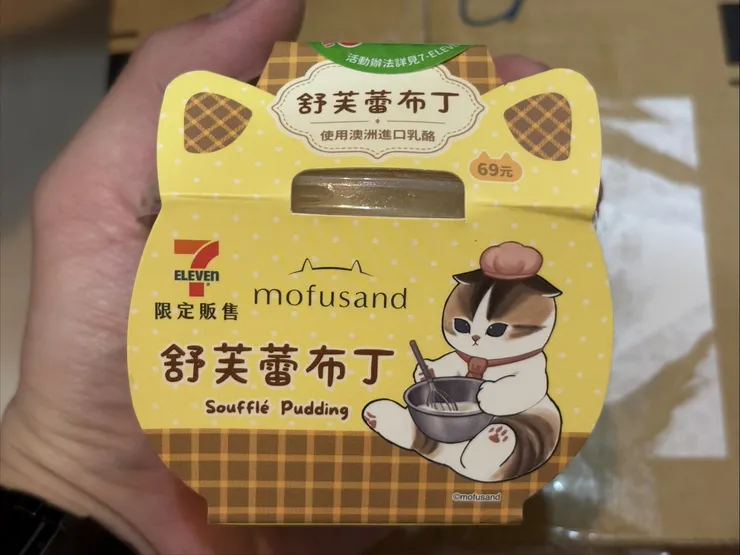 活動辦法詳見7-ELEVEN
舒芙蕾布丁
使用澳洲進口乳酪
69元
7
ELEVEN
限定販售
mofusand
舒芙蕾布丁
Soufflé Pudding
©mofusand